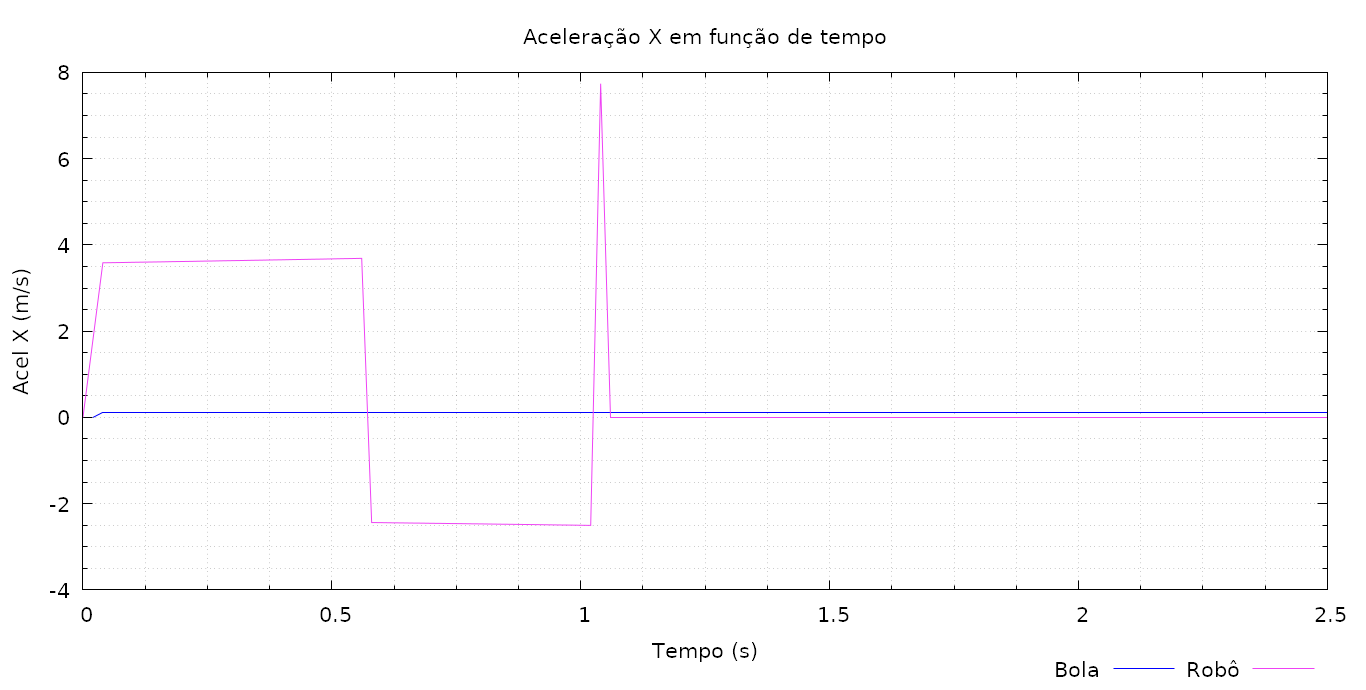 Aceleração X em função de tempo
8
6
4
2
0
-2
-4
Acel X (m/s)
0 0.5 1 1.5 2 2.5
Tempo (s)
Bola Robô